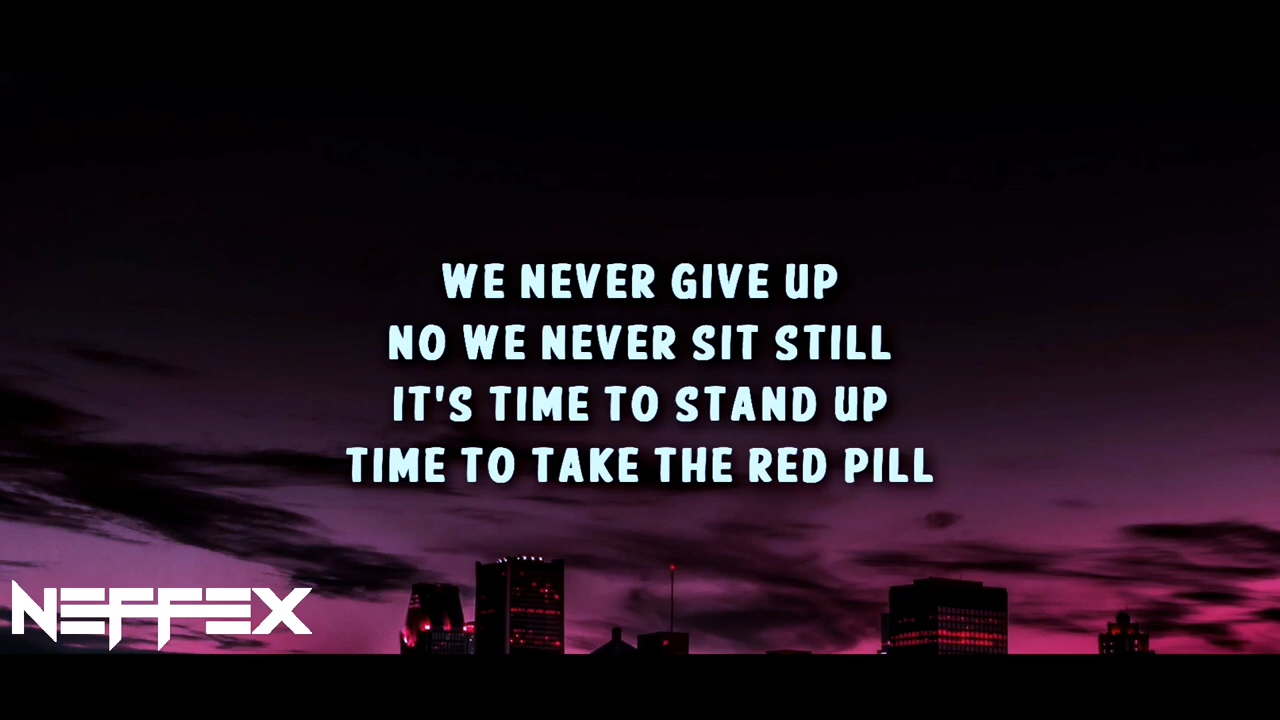 WE NEVER GIVE UP
NO WE NEVER SIT STILL
IT'S TIME TO STAND UP
TIME TO TAKE THE RED PILL
NEFFEX